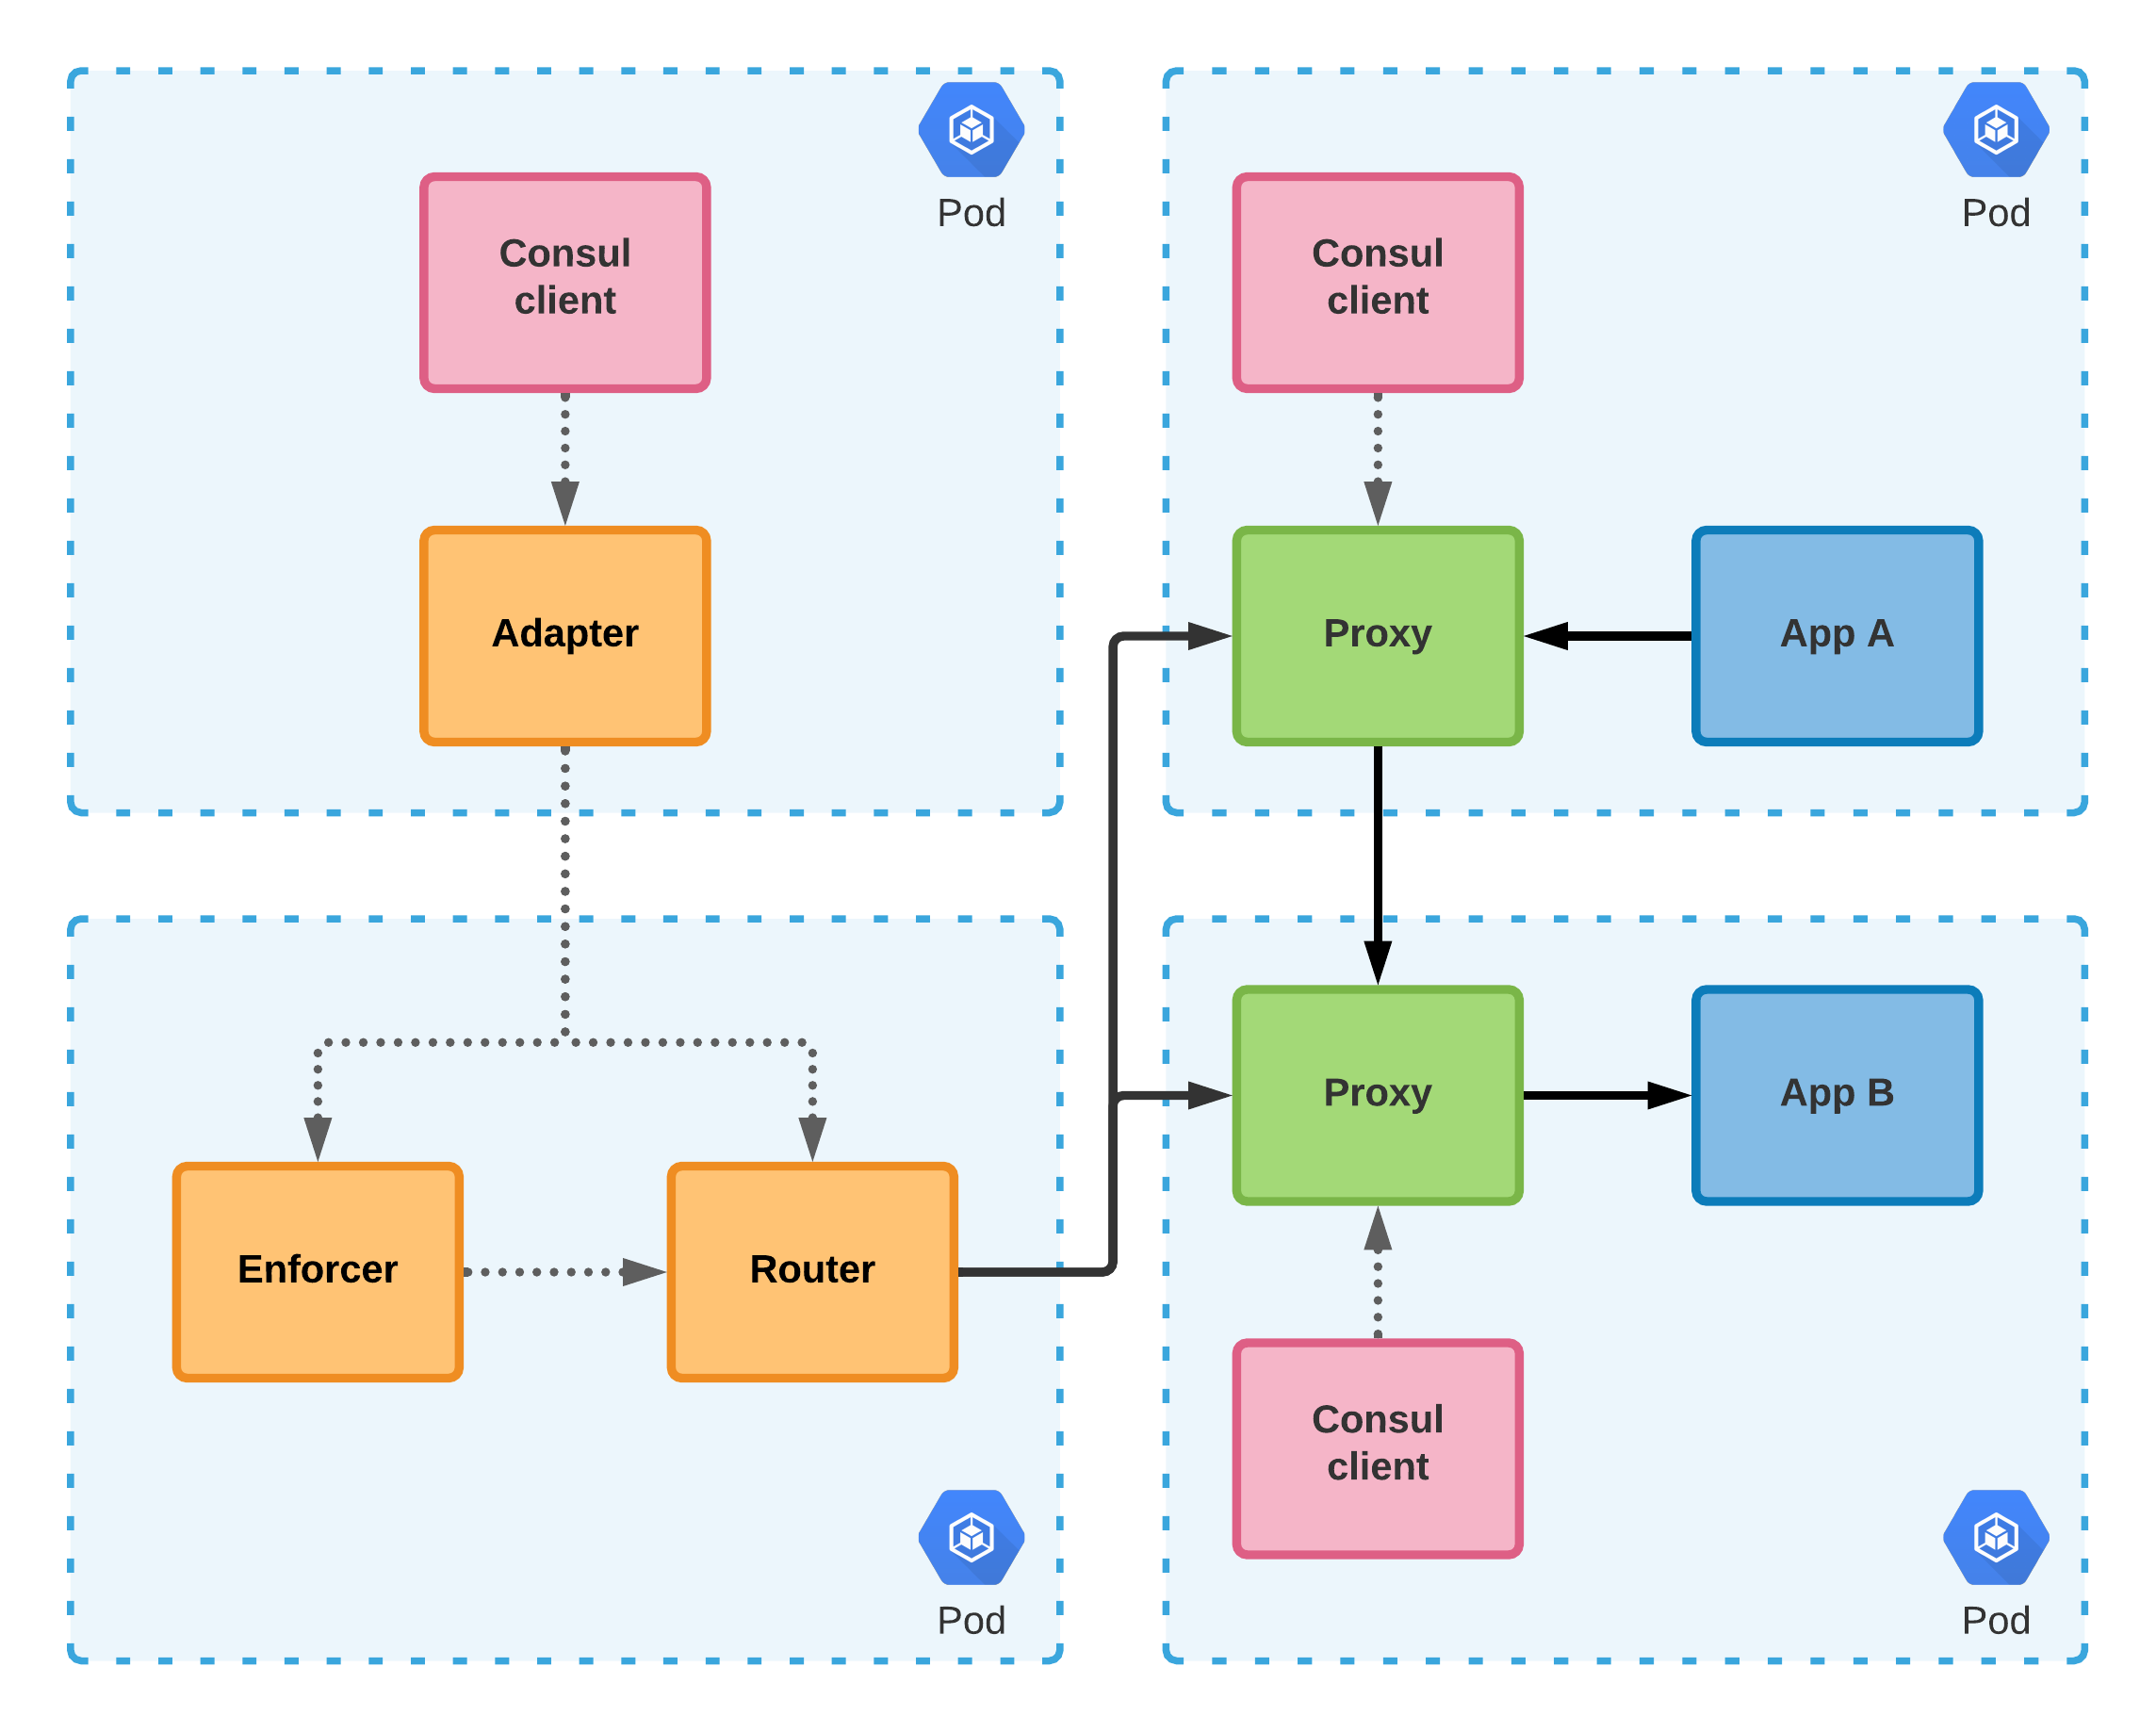 Pod
Consul
client
Adapter
Pod
Consul
client
Proxy
App A
Enforcer
Router
Pod
Proxy
App B
Consul
client
Pod